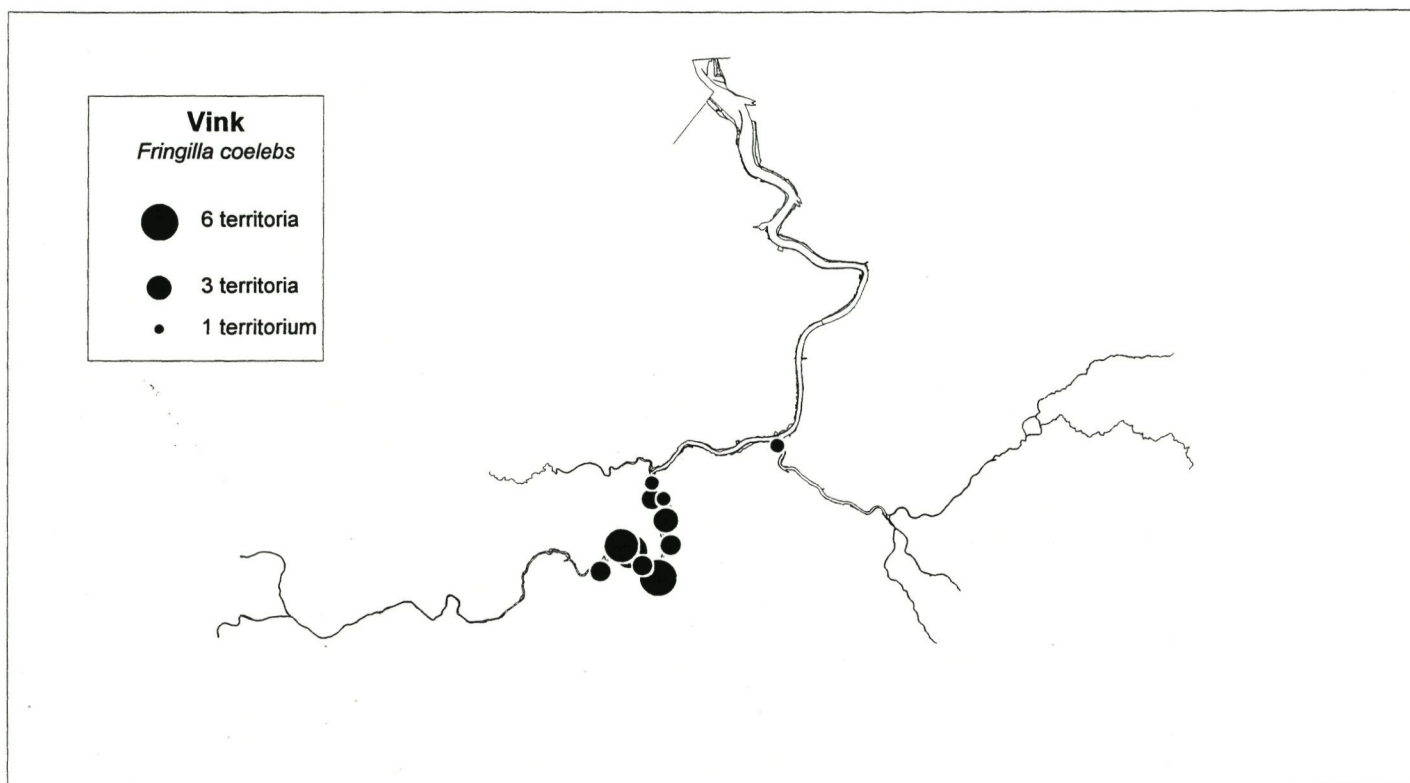 Vink
Fringilla coelebs
6 territoria
3 territoria
1 territorium